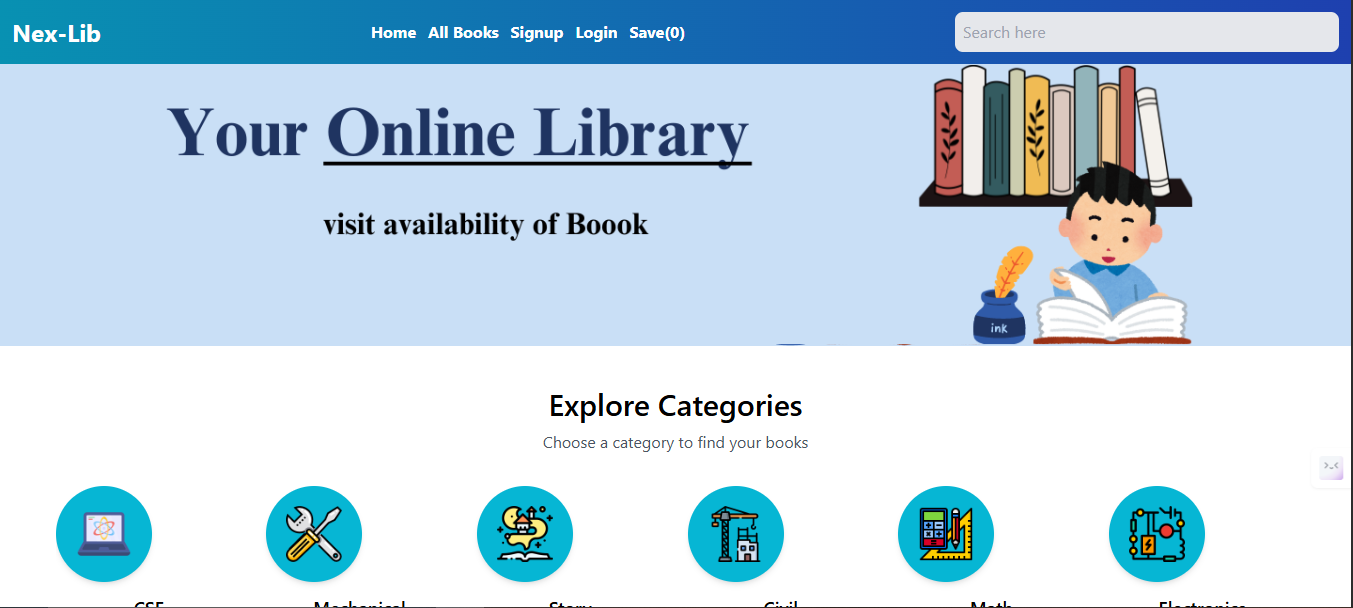 Nex-Lib Home All Books Signup Login Save(0) Search here
Your Online Library
visit availability of Boook
ink
Explore Categories
Choose a category to find your books
CSE Mechanical Story Civil Math Electronics